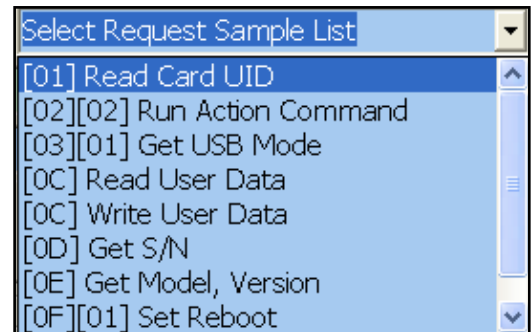 Select Request Sample List
[01] Read Card UID
[02][02] Run Action Command
[03][01] Get USB Mode
[0C] Read User Data
[0C] Write User Data
[0D] Get S/N
[0E] Get Model, Version
[0F][01] Set Reboot